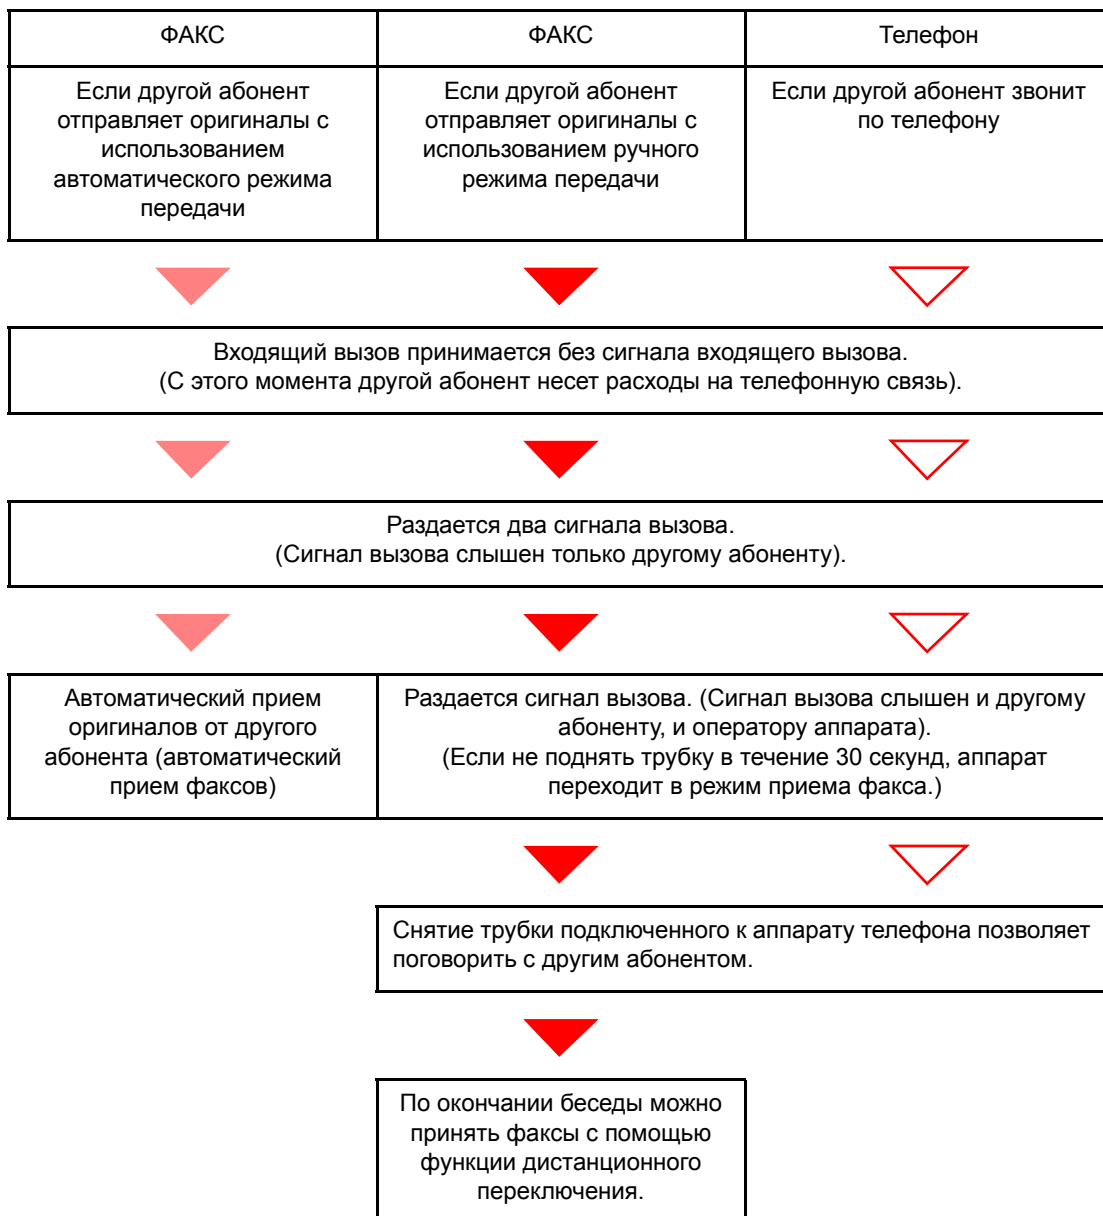 ФАКС
ФАКС
Телефон
Если другой абонент
отправляет оригиналы с
использованием
автоматического режима
передачи
Если другой абонент
отправляет оригиналы с
использованием ручного
режима передачи
Если другой абонент звонит
по телефону
Входящий вызов принимается без сигнала входящего вызова.
(С этого момента другой абонент несет расходы на телефонную связь).
Раздается два сигнала вызова.
(Сигнал вызова слышен только другому абоненту).
Автоматический прием
оригиналов от другого
абонента (автоматический
прием факсов)
Раздается сигнал вызова. (Сигнал вызова слышен и другому
абоненту, и оператору аппарата).
(Если не поднять трубку в течение 30 секунд, аппарат
переходит в режим приема факса.)
Снятие трубки подключенного к аппарату телефона позволяет
поговорить с другим абонентом.
По окончании беседы можно
принять факсы с помощью
функции дистанционного
переключения.